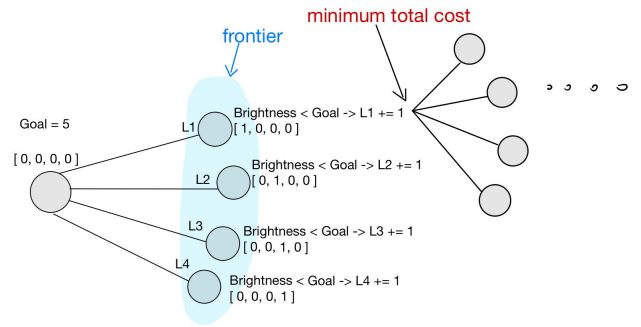 minimum total cost
frontier
Goal = 5
[ 0, 0, 0, 0 ]
L1
Brightness < Goal -> L1 += 1
[ 1, 0, 0, 0 ]
L2
Brightness < Goal -> L2 += 1
[ 0, 1, 0, 0 ]
L3
Brightness < Goal -> L3 += 1
[ 0, 0, 1, 0 ]
L4
Brightness < Goal -> L4 += 1
[ 0, 0, 0, 1 ]